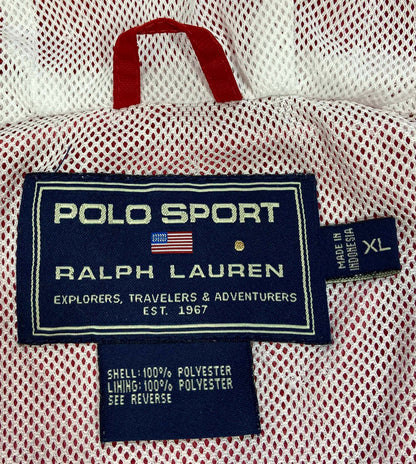 POLO SPORT
RALPH LAUREN
EXPLORERS, TRAVELERS & ADVENTURERS
EST. 1967
MADE IN
INDONESIA
XL
SHELL: 100% POLYESTER
LINING: 100% POLYESTER
SEE REVERSE